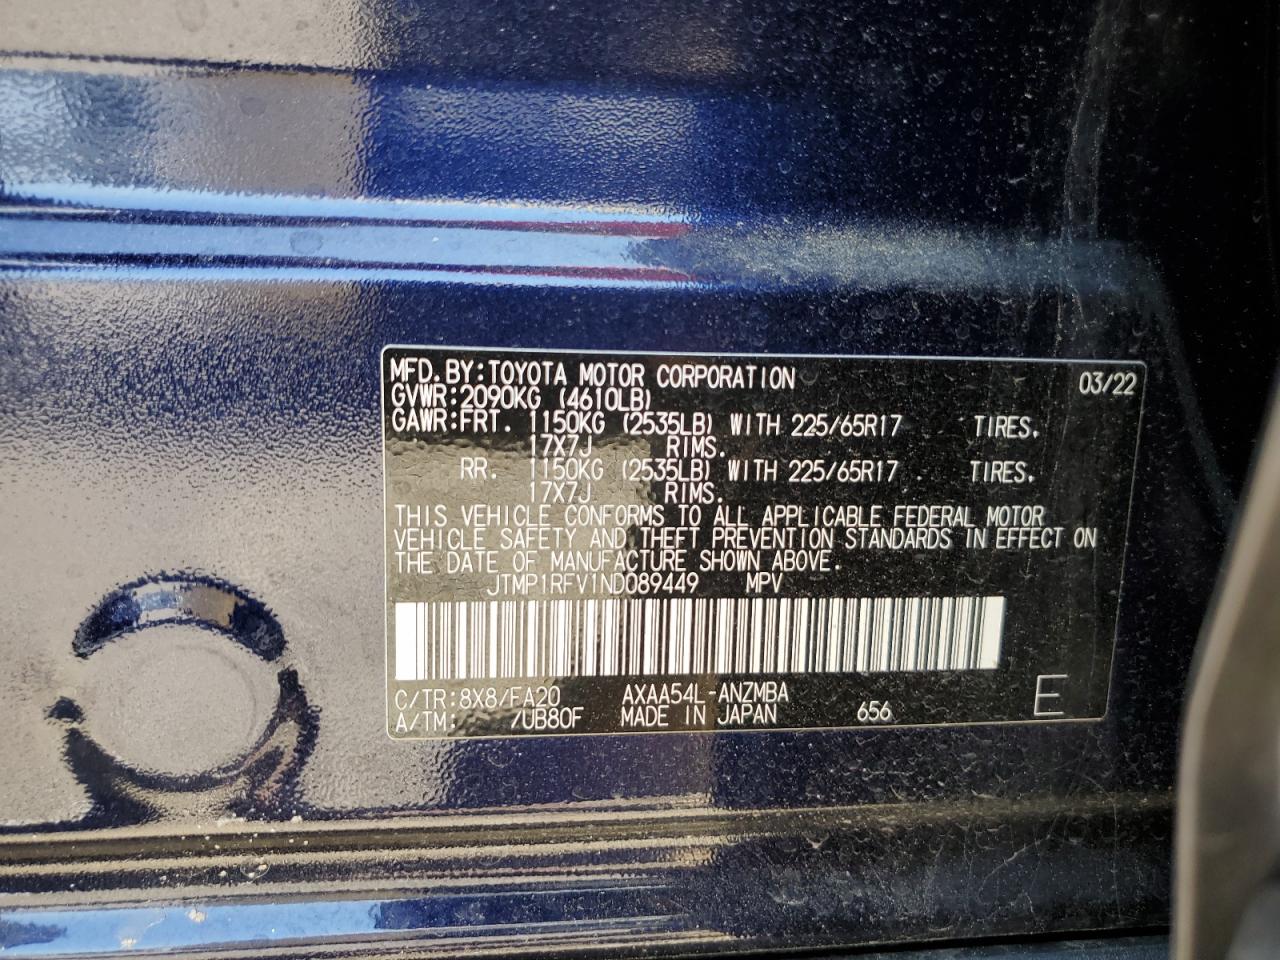 MFD.BY:TOYOTA MOTOR CORPORATION 03/22
GVWR:2090KG (4610LB)
GAWR:FRT. 1150KG (2535LB) WITH 225/65R17 TIRES.
17X7J RIMS.
RR. 1150KG (2535LB) WITH 225/65R17 TIRES.
17X7J RIMS.
THIS VEHICLE CONFORMS TO ALL APPLICABLE FEDERAL MOTOR
VEHICLE SAFETY AND THEFT PREVENTION STANDARDS IN EFFECT ON
THE DATE OF MANUFACTURE SHOWN ABOVE.
JTMP1RFV1ND089449 MPV
C/TR:8X8/FA20 AXAA54L-ANZMBA
A/TM: /UB80F MADE IN JAPAN 656 E